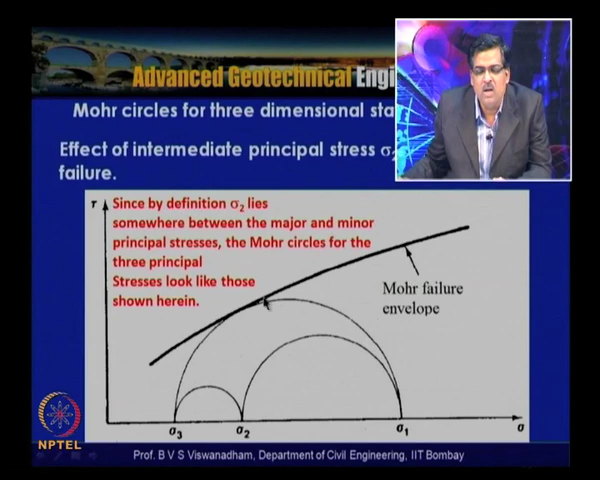 Advanced Geotechnical Engi
Mohr circles for three dimensional sta
Effect of intermediate principal stress σ2
failure.
τ
Since by definition σ2 lies
somewhere between the major and minor
principal stresses, the Mohr circles for the
three principal
Stresses look like those
shown herein.
Mohr failure
envelope
σ3
σ2
σ1
σ
NPTEL
Prof. B V S Viswanadham, Department of Civil Engineering, IIT Bombay